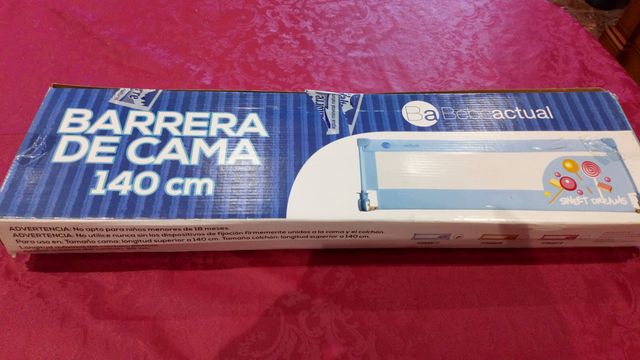 BARRERA
DE CAMA
140 cm
Ba
actual
SWEET DREAMS
ADVERTENCIA: No apto para niños menores de 18 meses.
ADVERTENCIA: No utilice nunca sin los dispositivos de fijación firmemente unidos a la cama y el colchón.
Para uso en: Tamaño cama: longitud superior a 140 cm. Tamaño colchón: longitud superior a 140 cm.